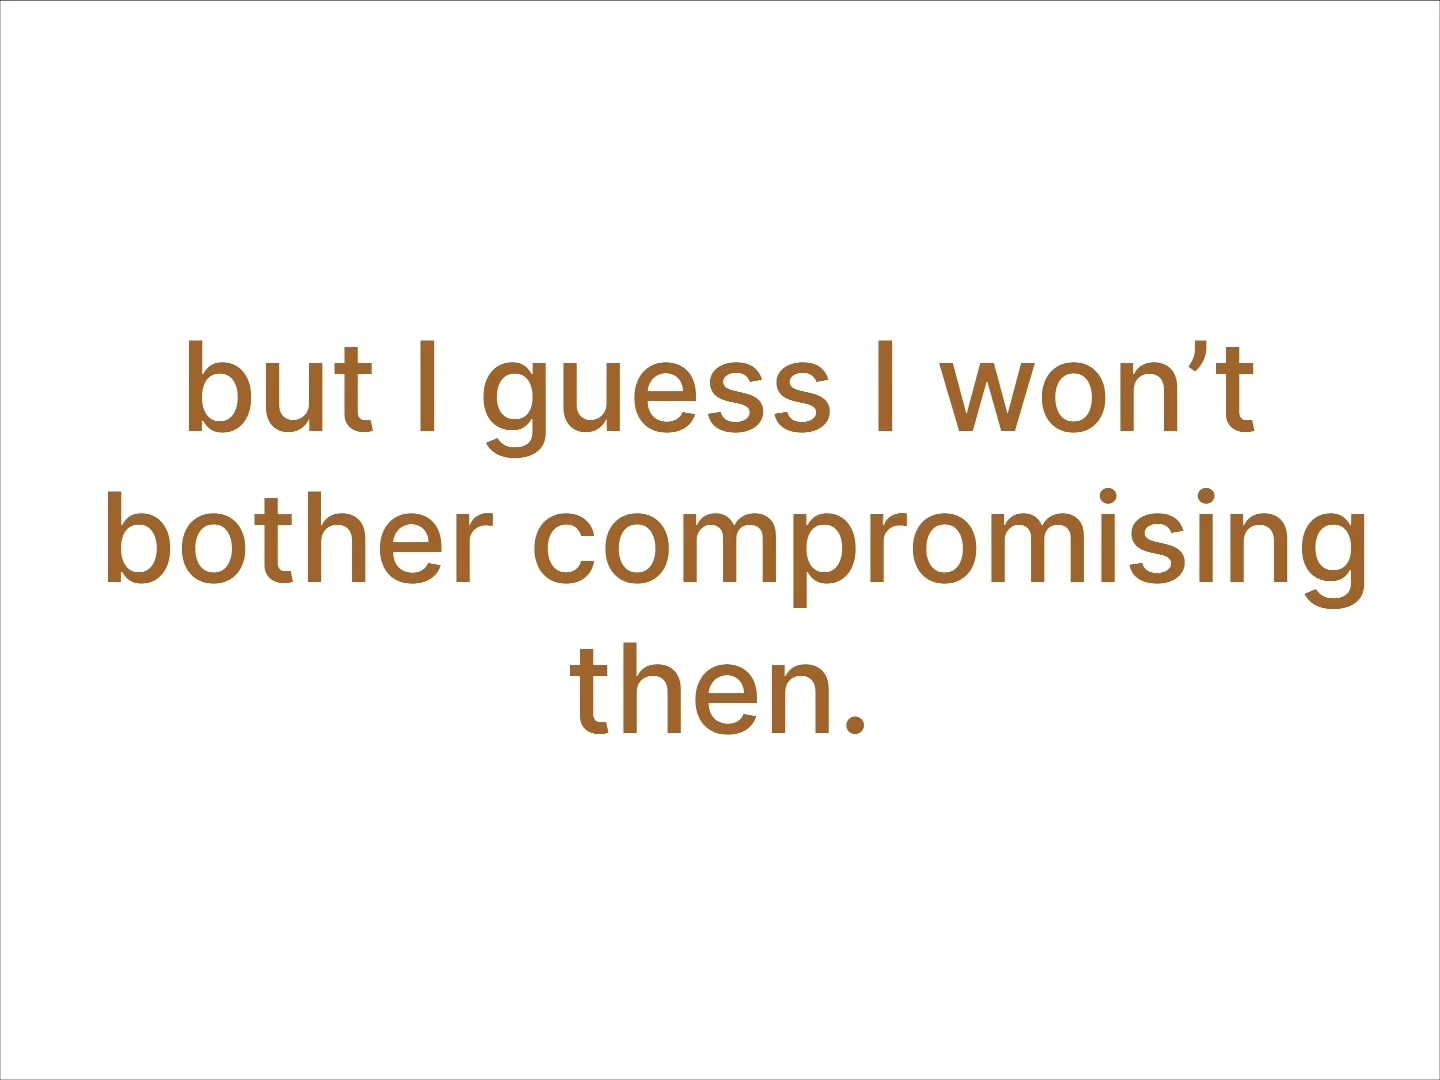 but I guess I won’t
bother compromising
then.